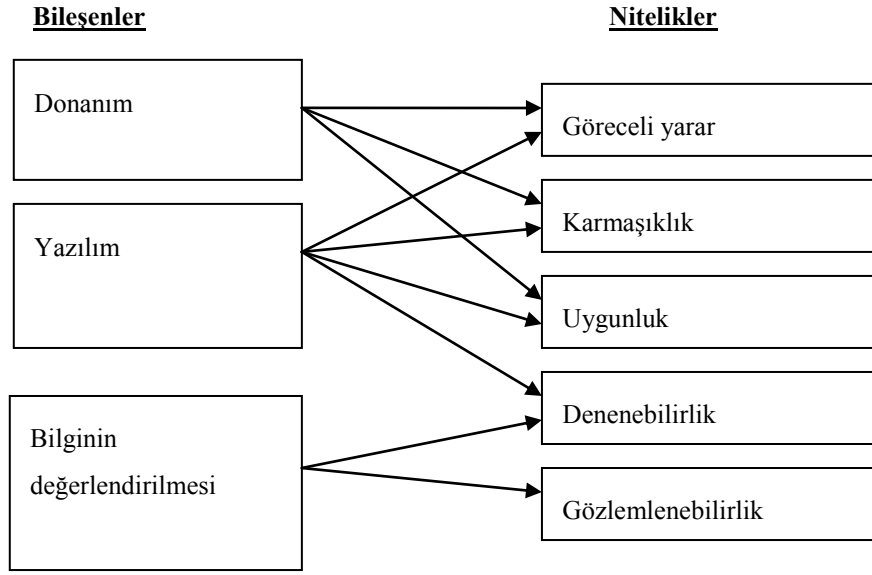 Bileşenler
Nitelikler
Donanım
Göreceli yarar
Karmaşıklık
Yazılım
Uygunluk
Denenebilirlik
Bilginin
değerlendirilmesi
Gözlemlenebilirlik